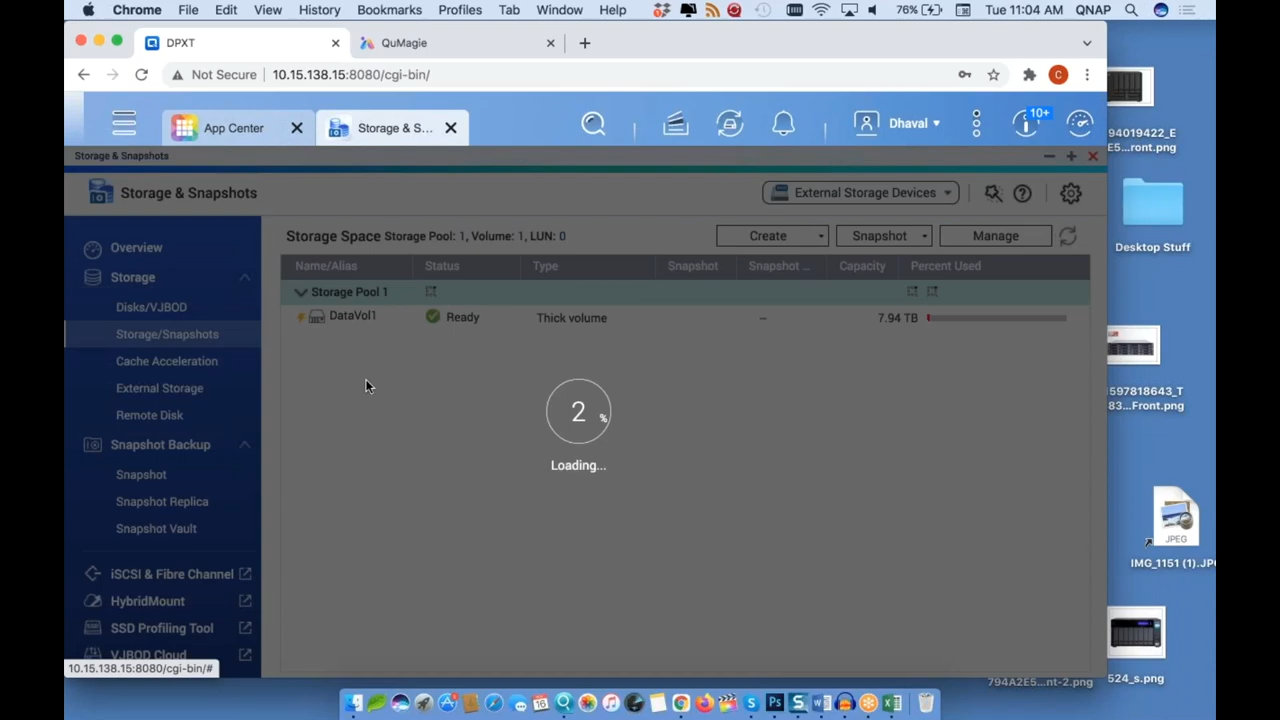 Chrome File Edit View History Bookmarks Profiles Tab Window Help 76% Tue 11:04 AM QNAP
DPXT QuMagie
Not Secure 10.15.138.15:8080/cgi-bin/ C
App Center Storage & S... Dhaval 10+
Storage & Snapshots
Storage & Snapshots External Storage Devices
Overview
Storage
Disks/VJBOD
Storage/Snapshots
Cache Acceleration
External Storage
Remote Disk
Snapshot Backup
Snapshot
Snapshot Replica
Snapshot Vault
iSCSI & Fibre Channel
HybridMount
SSD Profiling Tool
VJBOD Cloud
10.15.138.15:8080/cgi-bin/#
Storage Space Storage Pool: 1, Volume: 1, LUN: 0 Create Snapshot Manage
Name/Alias Status Type Snapshot Snapshot ... Capacity Percent Used
Storage Pool 1
DataVol1 Ready Thick volume -- 7.94 TB
2 %
Loading...
94019422_E
E5...ront.png
Desktop Stuff
1597818643_T
83...Front.png
JPEG
IMG_1151 (1).JP
524_s.png
794A2E5...nt-2.png
16
Ps